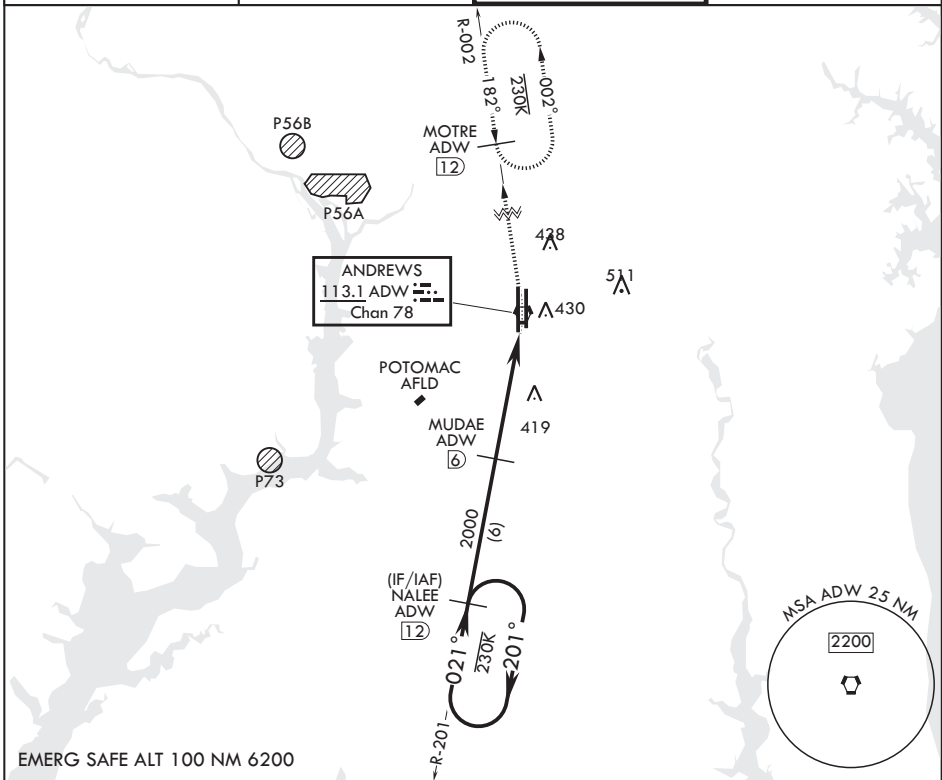 R-002
182°
230K
002°
MOTRE
ADW
12
P56B
P56A
438
511
430
ANDREWS
113.1 ADW
Chan 78
POTOMAC
AFLD
MUDAE
ADW
6
419
P73
2000
(6)
(IF/IAF)
NALEE
ADW
12
021°
230K
201°
R-201
MSA ADW 25 NM
2200
EMERG SAFE ALT 100 NM 6200